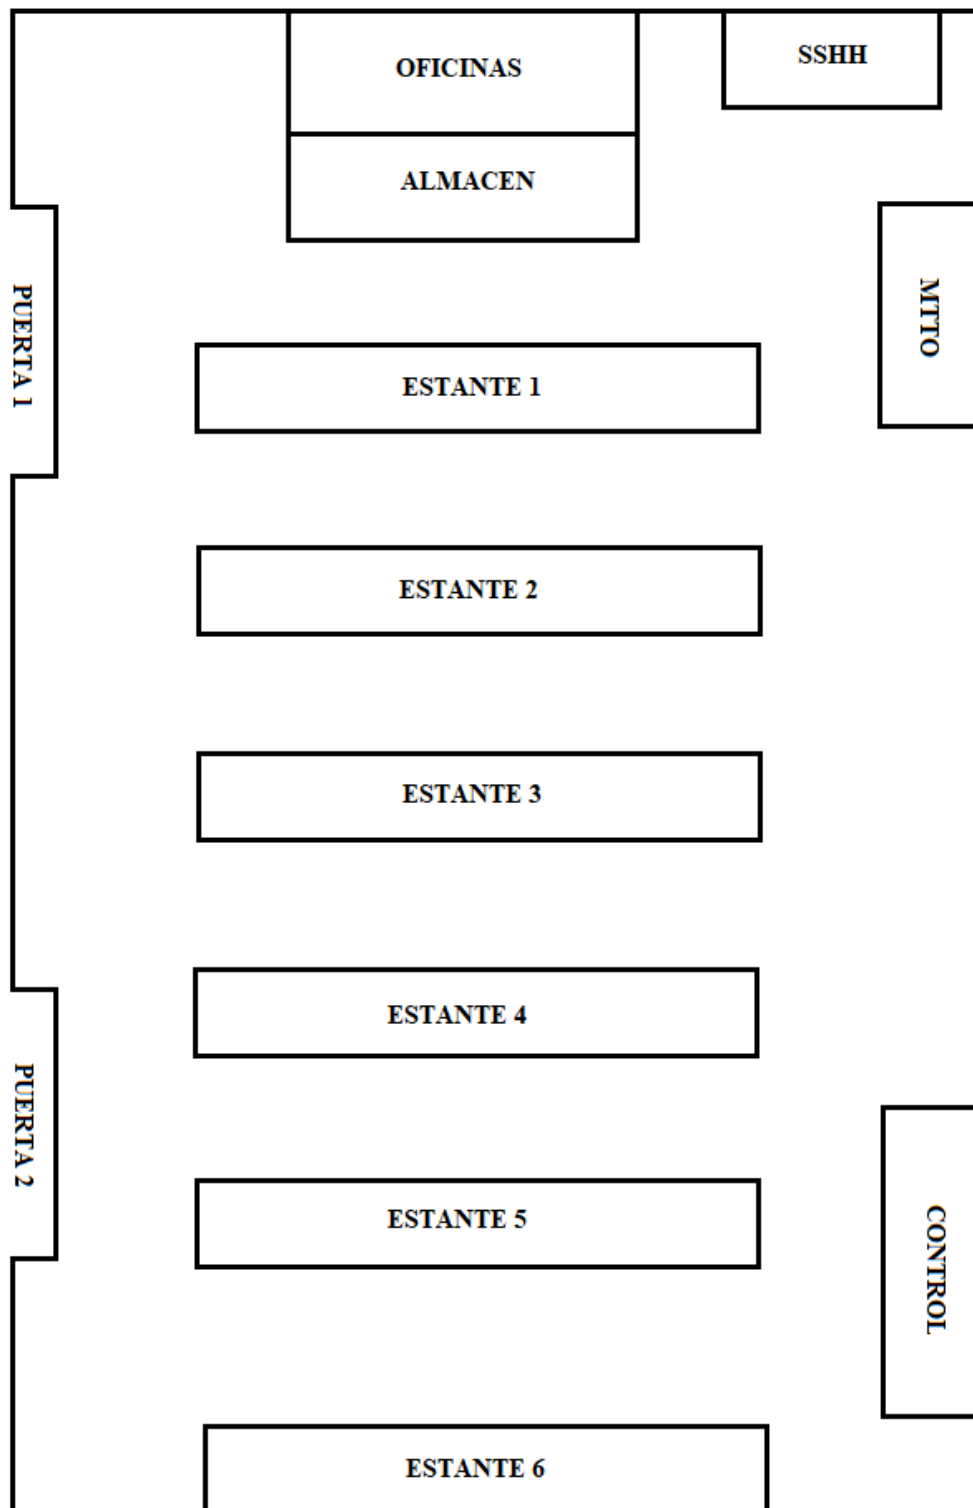 OFICINAS
SSHH
ALMACEN
PUERTA 1
MTTO
ESTANTE 1
ESTANTE 2
ESTANTE 3
ESTANTE 4
PUERTA 2
ESTANTE 5
CONTROL
ESTANTE 6